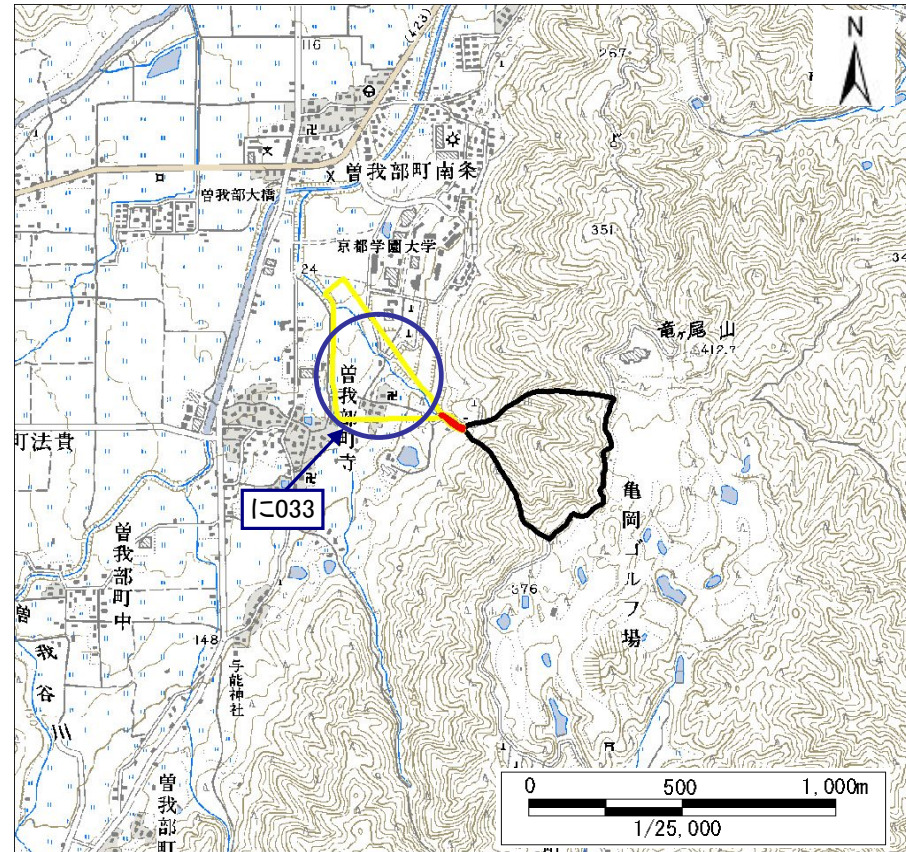 N
116
(423)
267
曽我部町南条
曽我部大橋
351
京都学園大学
24
34
竜ヶ尾山
412.7
曽我部町寺
町法貴
に033
亀岡ゴルフ場
曽我部町中
376
148
与能神社
曽我谷川
曽我部町
0 500 1,000m
1/25,000